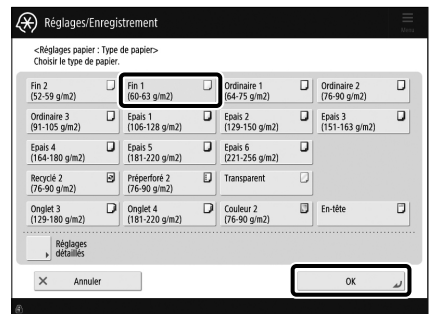 Réglages/Enregistrement
Menu
<Réglages papier : Type de papier>
Choisir le type de papier.
Fin 2
(52-59 g/m2)
Fin 1
(60-63 g/m2)
Ordinaire 1
(64-75 g/m2)
Ordinaire 2
(76-90 g/m2)
Ordinaire 3
(91-105 g/m2)
Epais 1
(106-128 g/m2)
Epais 2
(129-150 g/m2)
Epais 3
(151-163 g/m2)
Epais 4
(164-180 g/m2)
Epais 5
(181-220 g/m2)
Epais 6
(221-256 g/m2)
Recyclé 2
(76-90 g/m2)
Préperforé 2
(76-90 g/m2)
Transparent
Onglet 3
(129-180 g/m2)
Onglet 4
(181-220 g/m2)
Couleur 2
(76-90 g/m2)
En-tête
Réglages
détaillés
Annuler
OK